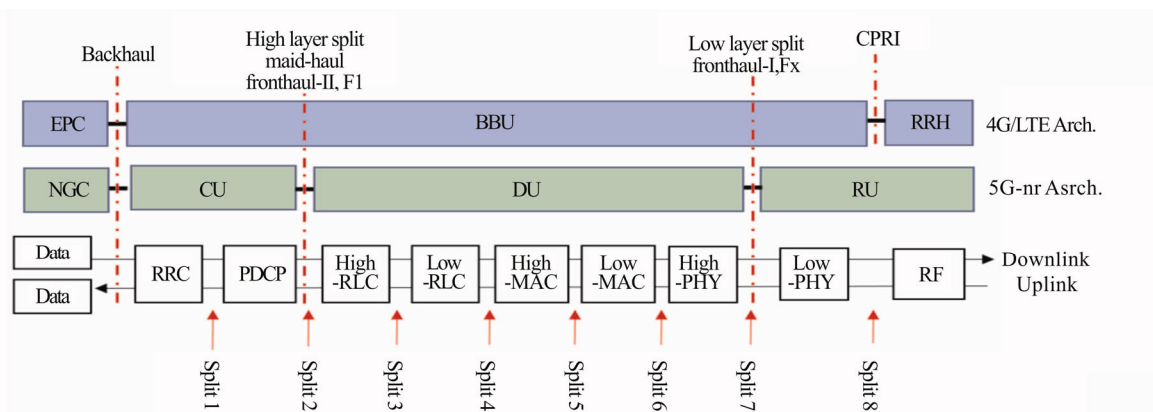 Backhaul
High layer split
maid-haul
fronthaul-II, F1
Low layer split
fronthaul-I,Fx
CPRI
EPC
BBU
RRH
4G/LTE Arch.
NGC
CU
DU
RU
5G-nr Asrch.
Data
Data
RRC
PDCP
High
-RLC
Low
-RLC
High
-MAC
Low
-MAC
High
-PHY
Low
-PHY
RF
Downlink
Uplink
Split 1
Split 2
Split 3
Split 4
Split 5
Split 6
Split 7
Split 8